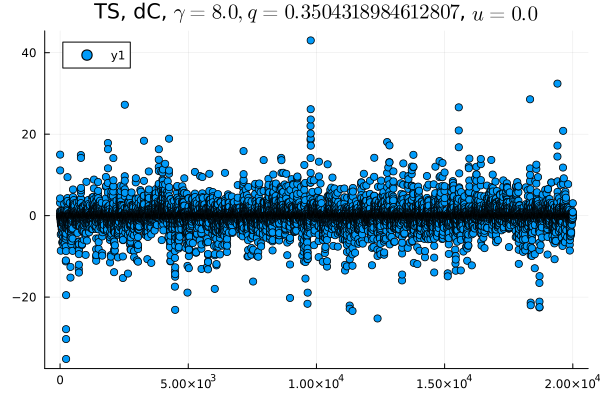 TS, dC, γ = 8.0, q = 0.3504318984612807, u = 0.0
y1
40
20
0
−20
0 5.00×10³ 1.00×10⁴ 1.50×10⁴ 2.00×10⁴